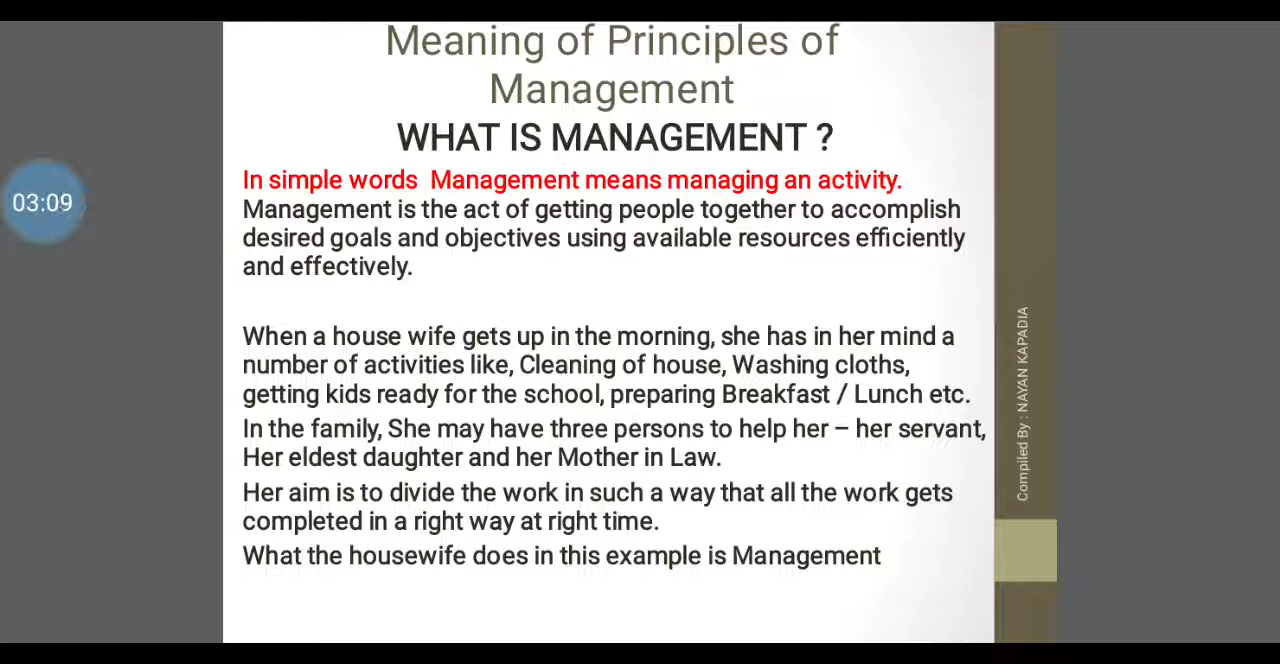 Meaning of Principles of
Management
WHAT IS MANAGEMENT ?
In simple words  Management means managing an activity.
Management is the act of getting people together to accomplish
desired goals and objectives using available resources efficiently
and effectively.
When a house wife gets up in the morning, she has in her mind a
number of activities like, Cleaning of house, Washing cloths,
getting kids ready for the school, preparing Breakfast / Lunch etc.
In the family, She may have three persons to help her – her servant,
Her eldest daughter and her Mother in Law.
Her aim is to divide the work in such a way that all the work gets
completed in a right way at right time.
What the housewife does in this example is Management
03:09
Compiled By : NAYAN KAPADIA